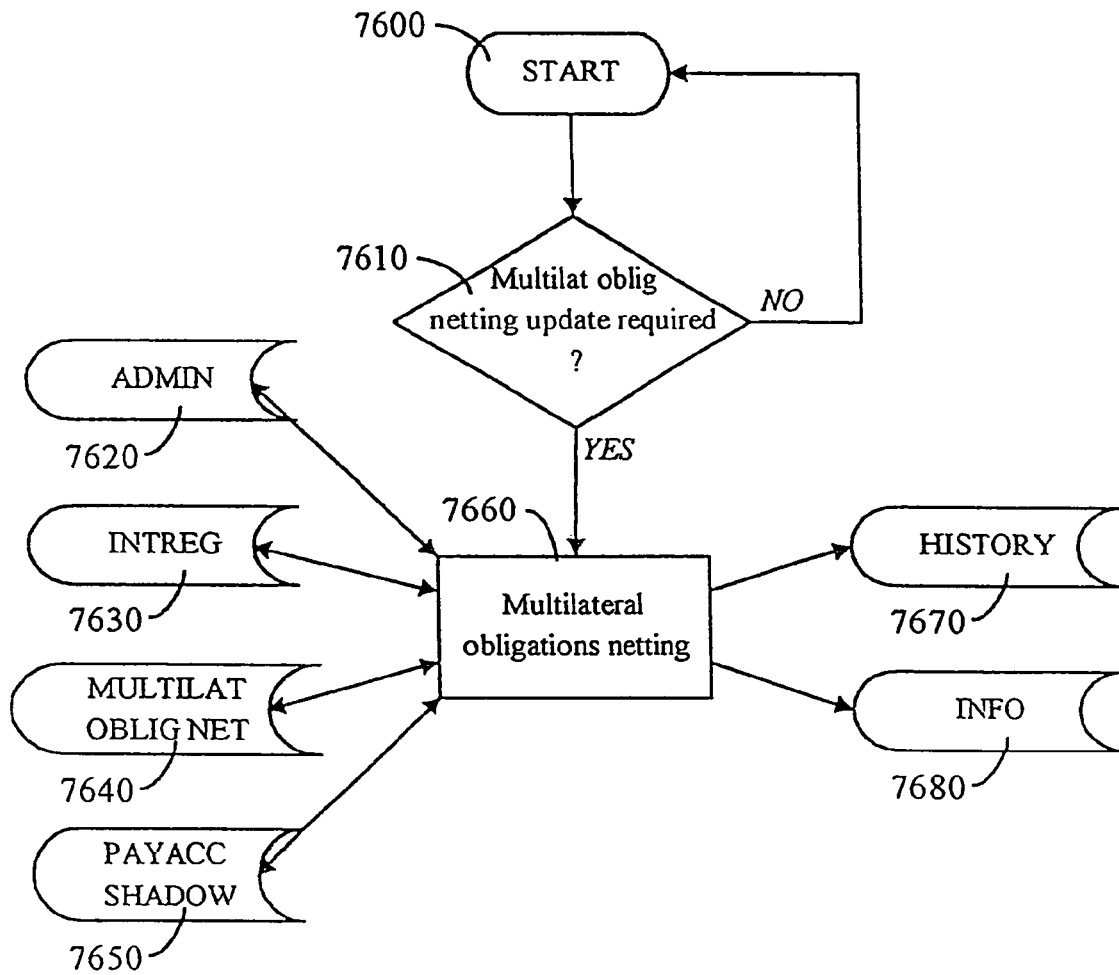 7600
START
7610
Multilat oblig
netting update required
?
NO
YES
ADMIN
7620
INTREG
7630
MULTILAT
OBLIG NET
7640
PAYACC
SHADOW
7650
7660
Multilateral
obligations netting
HISTORY
7670
INFO
7680